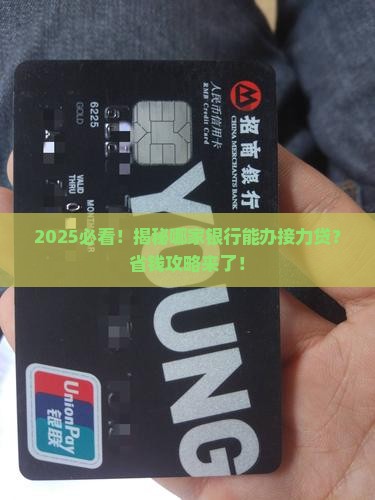 招商银行
CHINA MERCHANTS BANK
人民币信用卡
RMB Credit Card
6225
GOLD
VALID
THRU
MONTH
YOUNG
UnionPay
银联
2025必看！揭秘哪家银行能办接力贷？
省钱攻略来了！